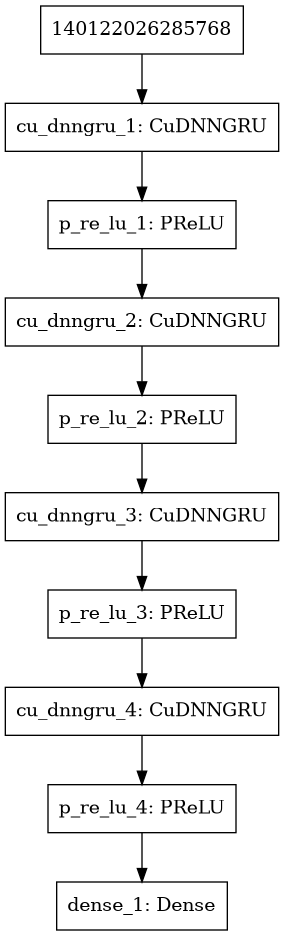 140122026285768
cu_dnngru_1: CuDNNGRU
p_re_lu_1: PReLU
cu_dnngru_2: CuDNNGRU
p_re_lu_2: PReLU
cu_dnngru_3: CuDNNGRU
p_re_lu_3: PReLU
cu_dnngru_4: CuDNNGRU
p_re_lu_4: PReLU
dense_1: Dense